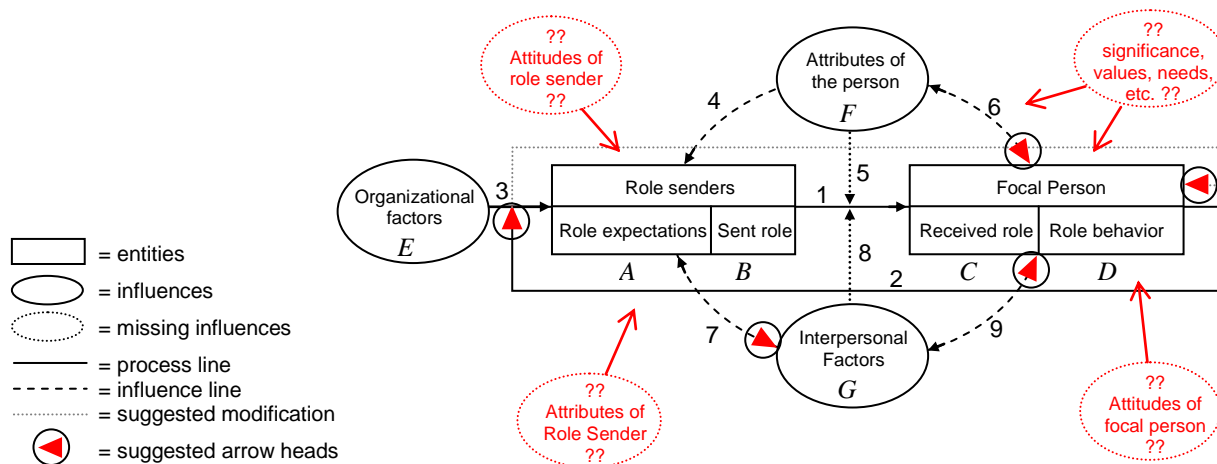 ??
Attitudes of
role sender
??
Attributes of
the person
F
??
significance,
values, needs,
etc. ??
4
6
5
Organizational
factors
E
3
Role senders
Role expectations
Sent role
A
B
1
8
Focal Person
Received role
Role behavior
C
D
2
7
9
Interpersonal
Factors
G
= entities
= influences
= missing influences
= process line
= influence line
= suggested modification
= suggested arrow heads
??
Attributes of
Role Sender
??
??
Attitudes of
focal person
??